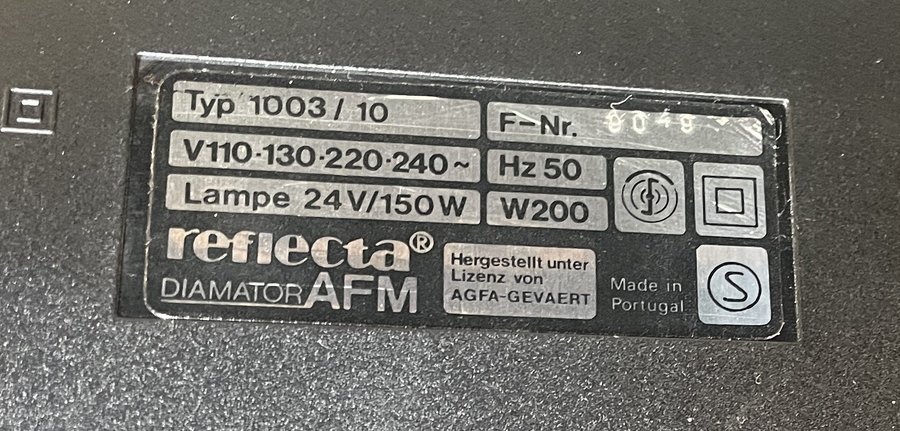 Typ 1003 / 10
F-Nr.
V110·130·220·240~
Hz 50
Lampe 24V/150W
W200
reflecta®
DIAMATOR AFM
Hergestellt unter
Lizenz von
AGFA-GEVAERT
Made in
Portugal
S